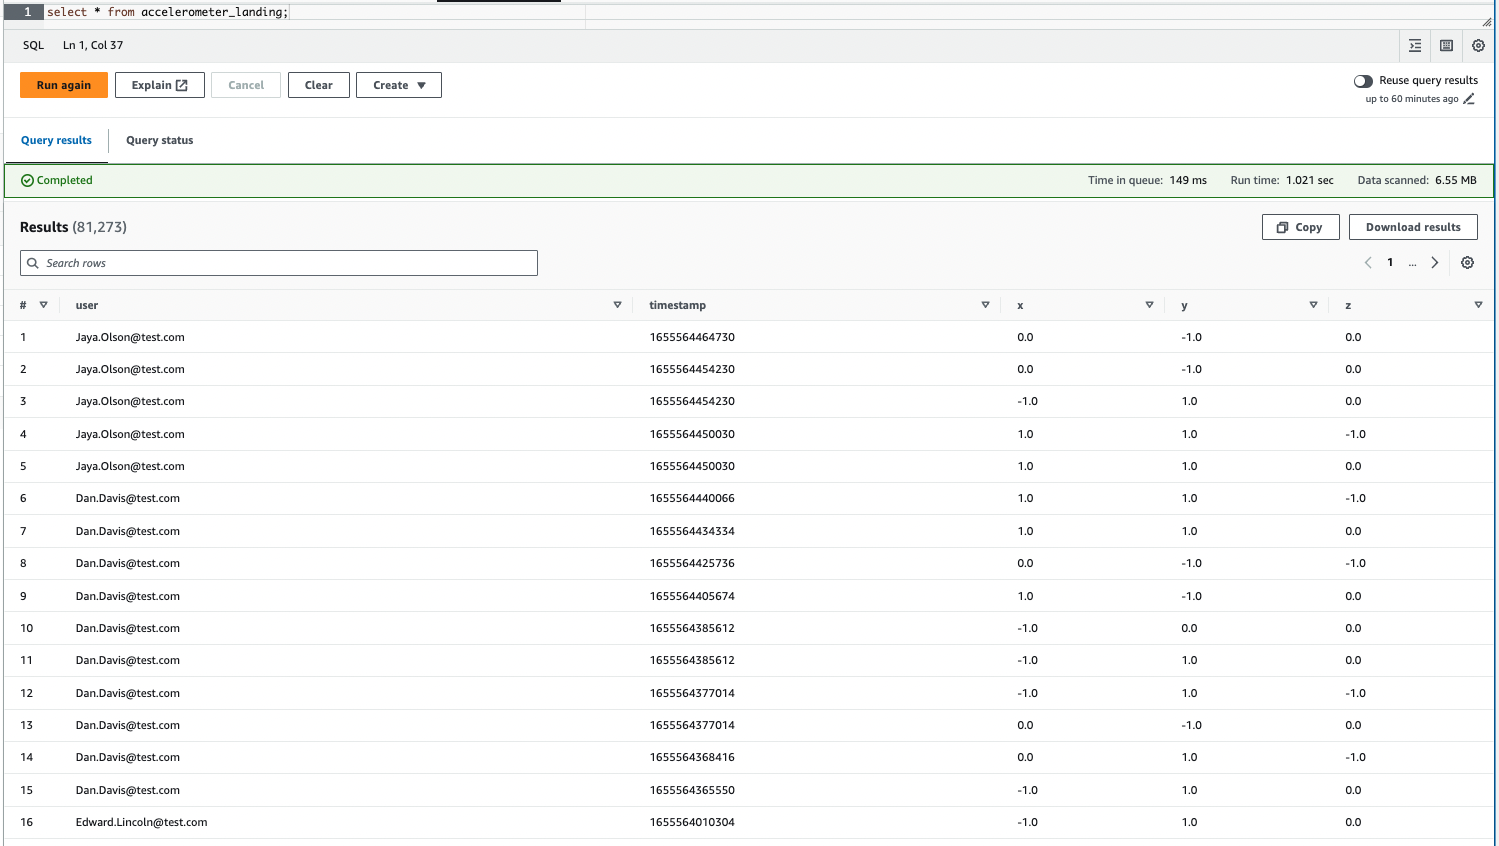 1 select * from accelerometer_landing;
SQL Ln 1, Col 37
Run again Explain Cancel Clear Create Reuse query results
up to 60 minutes ago
Query results Query status
Completed Time in queue: 149 ms Run time: 1.021 sec Data scanned: 6.55 MB
Results (81,273) Copy Download results
Search rows 1 ...
# user timestamp x y z
1 Jaya.Olson@test.com 1655564464730 0.0 -1.0 0.0
2 Jaya.Olson@test.com 1655564454230 0.0 -1.0 0.0
3 Jaya.Olson@test.com 1655564454230 -1.0 1.0 0.0
4 Jaya.Olson@test.com 1655564450030 1.0 1.0 -1.0
5 Jaya.Olson@test.com 1655564450030 1.0 1.0 0.0
6 Dan.Davis@test.com 1655564440066 1.0 1.0 -1.0
7 Dan.Davis@test.com 1655564434334 1.0 1.0 0.0
8 Dan.Davis@test.com 1655564425736 0.0 -1.0 -1.0
9 Dan.Davis@test.com 1655564405674 1.0 -1.0 0.0
10 Dan.Davis@test.com 1655564385612 -1.0 0.0 0.0
11 Dan.Davis@test.com 1655564385612 -1.0 1.0 0.0
12 Dan.Davis@test.com 1655564377014 -1.0 1.0 -1.0
13 Dan.Davis@test.com 1655564377014 0.0 -1.0 0.0
14 Dan.Davis@test.com 1655564368416 0.0 1.0 -1.0
15 Dan.Davis@test.com 1655564365550 -1.0 1.0 0.0
16 Edward.Lincoln@test.com 1655564010304 -1.0 1.0 0.0